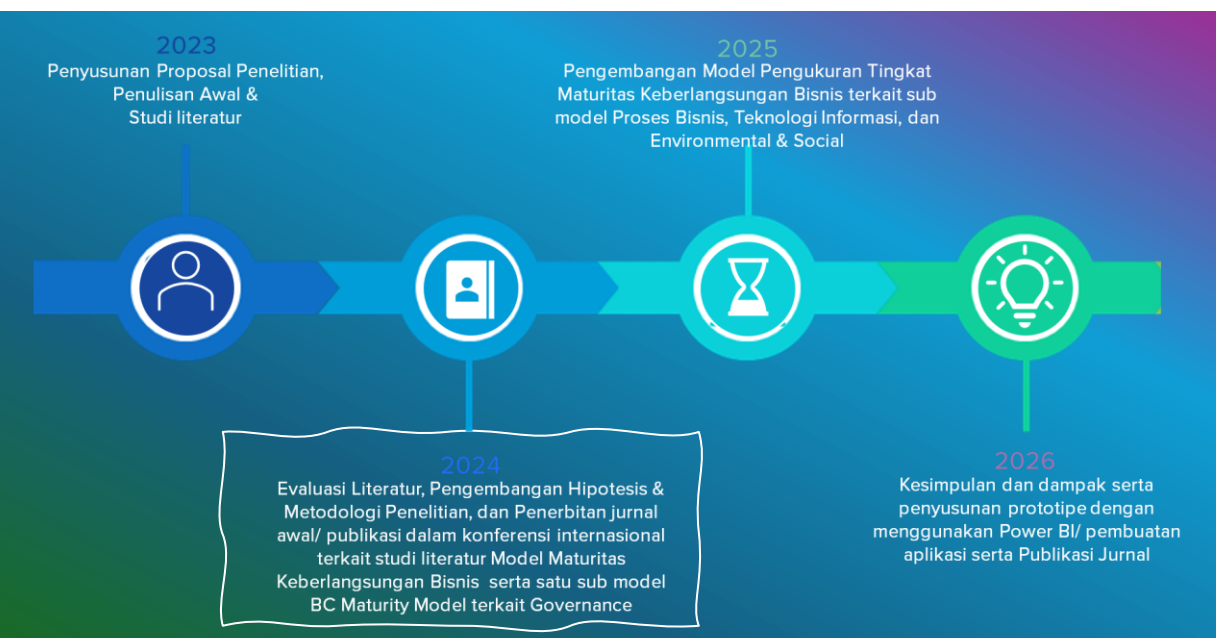 2023
Penyusunan Proposal Penelitian,
Penulisan Awal &
Studi literatur
2024
Evaluasi Literatur, Pengembangan Hipotesis &
Metodologi Penelitian, dan Penerbitan jurnal
awal/ publikasi dalam konferensi internasional
terkait studi literatur Model Maturitas
Keberlangsungan Bisnis serta satu sub model
BC Maturity Model terkait Governance
2025
Pengembangan Model Pengukuran Tingkat
Maturitas Keberlangsungan Bisnis terkait sub
model Proses Bisnis, Teknologi Informasi, dan
Environmental & Social
2026
Kesimpulan dan dampak serta
penyusunan prototipe dengan
menggunakan Power BI/ pembuatan
aplikasi serta Publikasi Jurnal